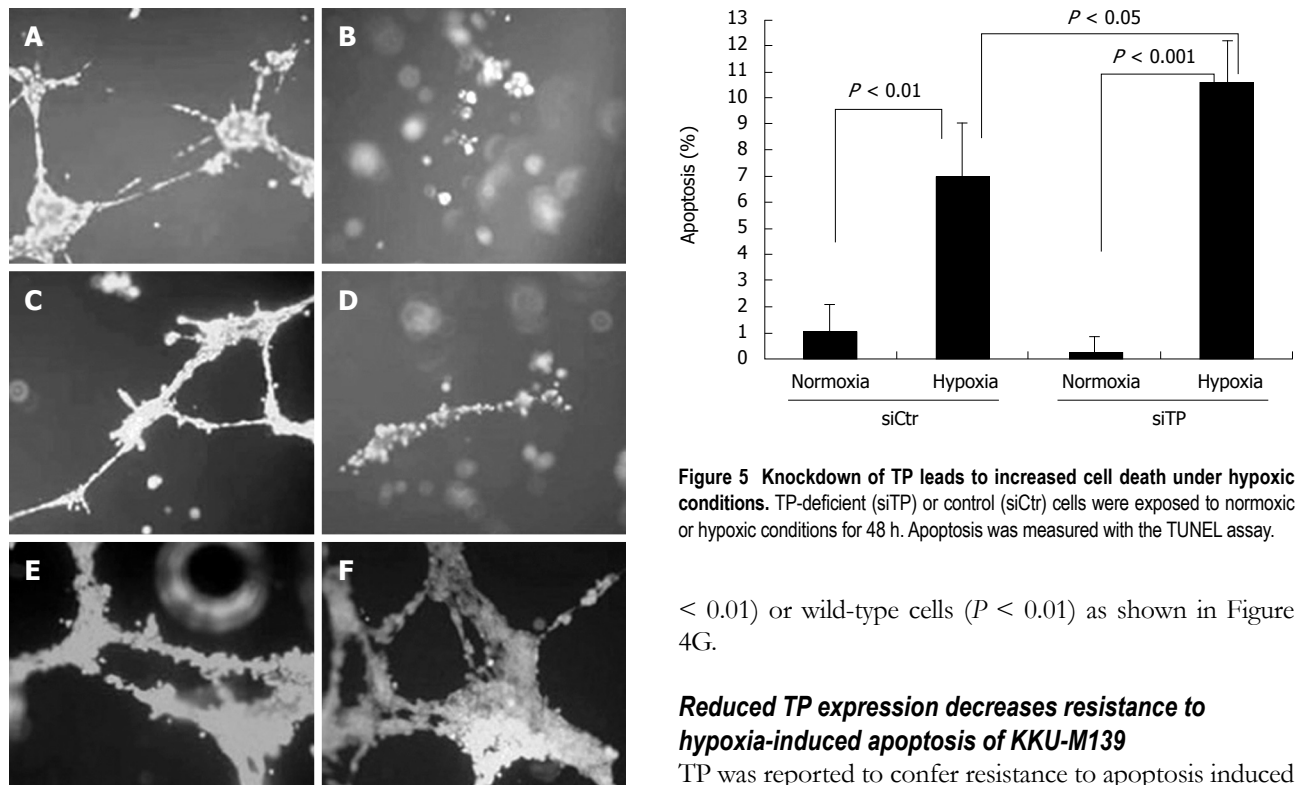 A
B
C
D
E
F
13
12
11
10
9
8
7
6
5
4
3
2
1
0
Apoptosis (%)
P < 0.01
P < 0.05
P < 0.001
Normoxia Hypoxia Normoxia Hypoxia
siCtr siTP
Figure 5 Knockdown of TP leads to increased cell death under hypoxic
conditions. TP-deficient (siTP) or control (siCtr) cells were exposed to normoxic
or hypoxic conditions for 48 h. Apoptosis was measured with the TUNEL assay.
< 0.01) or wild-type cells (P < 0.01) as shown in Figure
4G.
Reduced TP expression decreases resistance to
hypoxia-induced apoptosis of KKU-M139
TP was reported to confer resistance to apoptosis induced